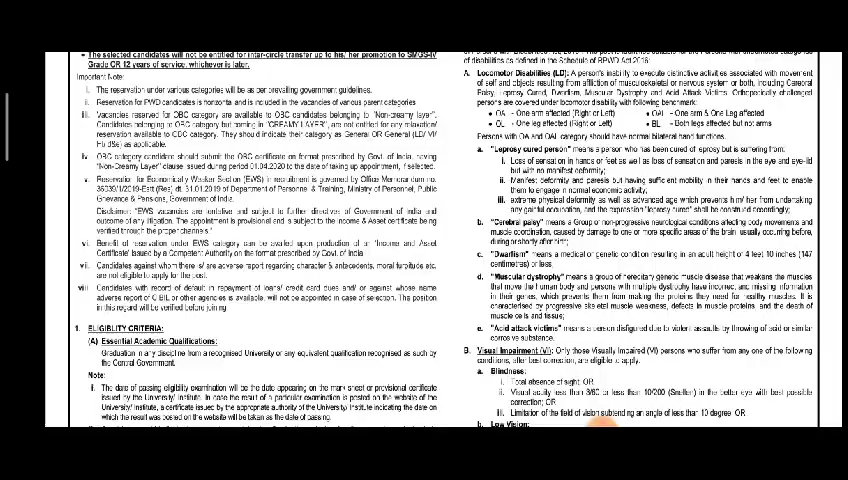 • The selected candidates will not be entitled for inter-circle transfer up to his/ her promotion to SMGS-IV
Grade OR 12 years of service, whichever is later.
Important Note:
i. The reservation under various categories will be as per prevailing government guidelines.
ii. Reservation for PWD candidates is horizontal and is included in the vacancies of various parent categories
iii. Vacancies reserved for OBC category are available to OBC candidates belonging to "Non-creamy layer".
Candidates belonging to OBC category but coming in "CREAMY LAYER", are not entitled for any relaxation/
reservation available to OBC category. They should indicate their category as General OR General (LD/ VI/
HI/ d&e) as applicable.
iv. OBC category candidate should submit the OBC certificate on format prescribed by Govt. of India, having
"Non-Creamy Layer" clause issued during period 01.04.2020 to the date of taking up appointment, if selected.
v. Reservation for Economically Weaker Section (EWS) in recruitment is governed by Office Memorandum no.
36039/1/2019-Estt (Res) dt. 31.01.2019 of Department of Personnel & Training, Ministry of Personnel, Public
Grievance & Pensions, Government of India.
Disclaimer: "EWS vacancies are tentative and subject to further directives of Government of India and
outcome of any litigation. The appointment is provisional and is subject to the Income & Asset certificate being
verified through the proper channels."
vi. Benefit of reservation under EWS category can be availed upon production of an 'Income and Asset
Certificate' issued by a Competent Authority on the format prescribed by Govt. of India
vii. Candidates against whom there is/ are adverse report regarding character & antecedents, moral turpitude etc.
are not eligible to apply for the post.
viii Candidates with record of default in repayment of loans/ credit card dues and/ or against whose name
adverse report of CIBIL or other agencies is available, will not be appointed in case of selection. The position
in this regard will be verified before joining
1. ELIGIBLITY CRITERIA:
(A) Essential Academic Qualifications:
Graduation in any discipline from a recognised University or any equivalent qualification recognised as such by
the Central Government.
Note:
i. The date of passing eligibility examination will be the date appearing on the mark sheet or provisional certificate
issued by the University/ Institute. In case the result of a particular examination is posted on the website of the
University/ Institute, a certificate issued by the appropriate authority of the University/ Institute indicating the date on
which the result was posted on the website will be taken as the date of passing.
of disabilities as defined in the Schedule of RPWD Act 2016:
A. Locomotor Disabilities (LD): A person's inability to execute distinctive activities associated with movement
of self and objects resulting from affliction of musculoskeletal or nervous system or both, including Cerebral
Palsy, Leprosy Cured, Dwarfism, Muscular Dystrophy and Acid Attack Victims. Orthopedically challenged
persons are covered under locomotor disability with following benchmark:
• OA - One arm affected (Right or Left) • OAL - One arm & One Leg affected
• OL - One leg affected (Right or Left) • BL - Both legs affected but not arms
Persons with OA and OAL category should have normal bilateral hand functions.
a. "Leprosy cured person" means a person who has been cured of leprosy but is suffering from:
i. Loss of sensation in hands or feet as well as loss of sensation and paresis in the eye and eye-lid
but with no manifest deformity;
ii. Manifest deformity and paresis but having sufficient mobility in their hands and feet to enable
them to engage in normal economic activity;
iii. extreme physical deformity as well as advanced age which prevents him/ her from undertaking
any gainful occupation, and the expression "leprosy cured" shall be construed accordingly;
b. "Cerebral palsy" means a Group of non-progressive neurological conditions affecting body movements and
muscle coordination, caused by damage to one or more specific areas of the brain, usually occurring before,
during or shortly after birth;
c. "Dwarfism" means a medical or genetic condition resulting in an adult height of 4 feet 10 inches (147
centimetres) or less;
d. "Muscular dystrophy" means a group of hereditary genetic muscle disease that weakens the muscles
that move the human body and persons with multiple dystrophy have incorrect and missing information
in their genes, which prevents them from making the proteins they need for healthy muscles. It is
characterised by progressive skeletal muscle weakness, defects in muscle proteins, and the death of
muscle cells and tissue;
e. "Acid attack victims" means a person disfigured due to violent assaults by throwing of acid or similar
corrosive substance.
B. Visual Impairment (VI): Only those Visually Impaired (VI) persons who suffer from any one of the following
conditions, after best correction, are eligible to apply.
a. Blindness:
i. Total absence of sight, OR
ii. Visual acuity less than 3/60 or less than 10/200 (Snellen) in the better eye with best possible
correction; OR
iii. Limitation of the field of vision subtending an angle of less than 10 degree, OR
b. Low Vision: